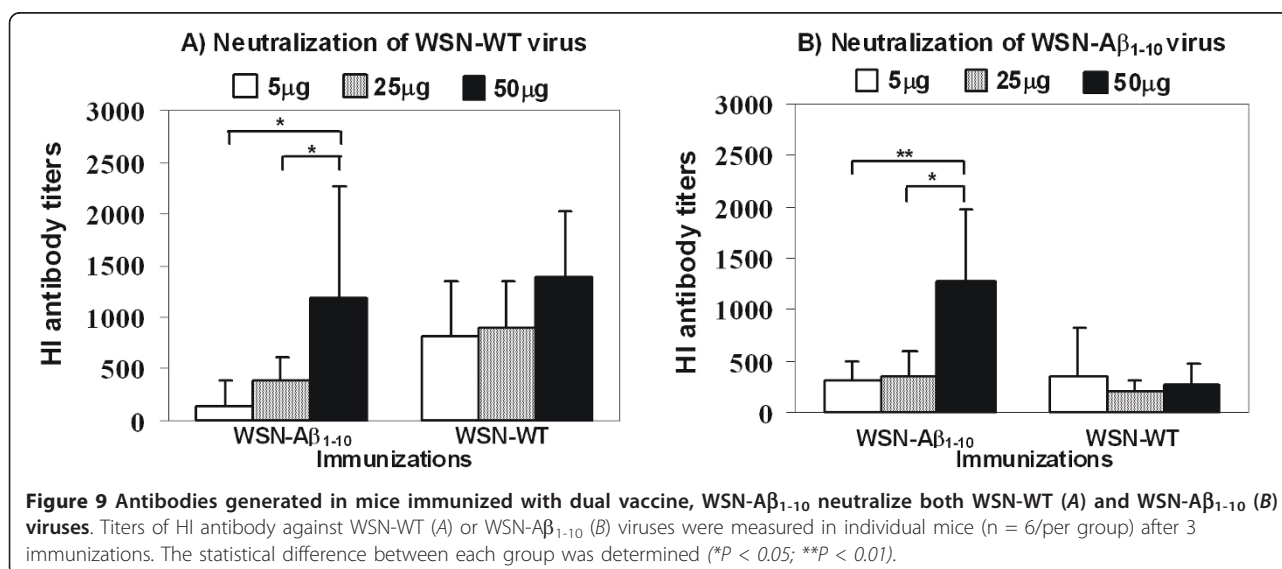 A) Neutralization of WSN-WT virus
5μg 25μg 50μg
HI antibody titers
3000
2500
2000
1500
1000
500
0
*
*
WSN-Aβ1-10 WSN-WT
Immunizations
B) Neutralization of WSN-Aβ1-10 virus
5μg 25μg 50μg
HI antibody titers
3000
2500
2000
1500
1000
500
0
**
*
WSN-Aβ1-10 WSN-WT
Immunizations
Figure 9 Antibodies generated in mice immunized with dual vaccine, WSN-Aβ1-10 neutralize both WSN-WT (A) and WSN-Aβ1-10 (B)
viruses. Titers of HI antibody against WSN-WT (A) or WSN-Aβ1-10 (B) viruses were measured in individual mice (n = 6/per group) after 3
immunizations. The statistical difference between each group was determined (*P < 0.05; **P < 0.01).